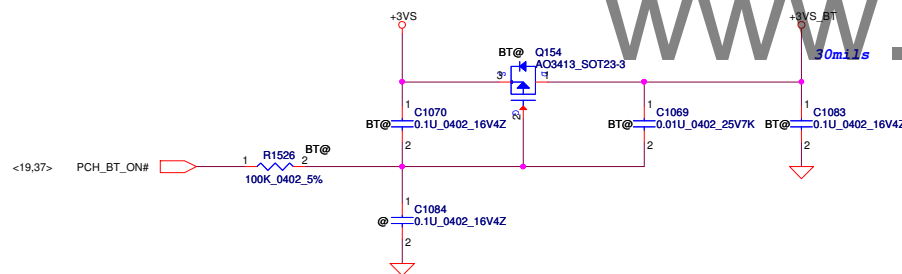 WWW.
+3VS
+3VS_BT
30mils
BT@
Q154
AO3413_SOT23-3
3
1
2
1
C1070
BT@
0.1U_0402_16V4Z
2
1
C1069
BT@
0.01U_0402_25V7K
2
1
C1083
BT@
0.1U_0402_16V4Z
2
<19,37>
PCH_BT_ON#
1
R1526
2
BT@
100K_0402_5%
1
C1084
@
0.1U_0402_16V4Z
2